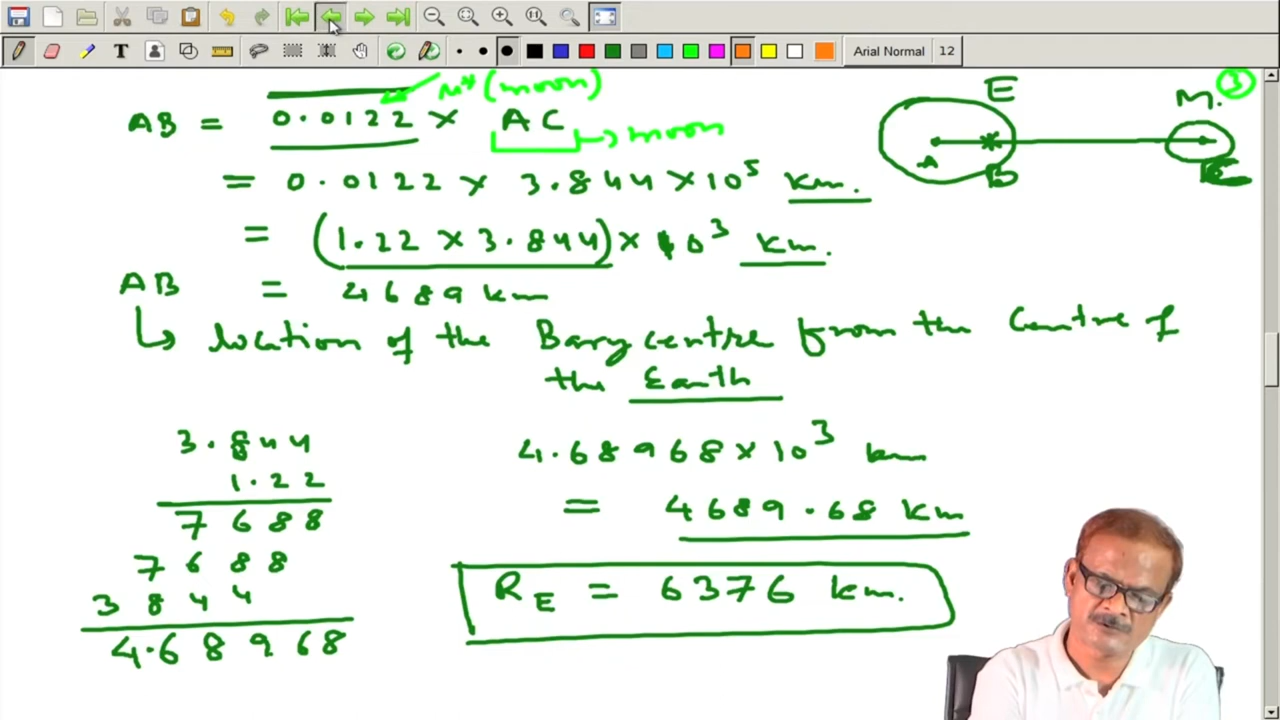 Arial Normal 12
μ* (moon)
AB = 0.0122 × AC → moon
E
M.
3
A
B
= 0.0122 × 3.844 × 10⁵ km.
= (1.22 × 3.844) × 10³ km.
AB = 4689 km
↳ location of the Barycentre from the Centre of
the Earth
3.844
1.22
7688
7688
3844
4.68968
4.68968 × 10³ km
= 4689.68 km
R_E = 6376 km.